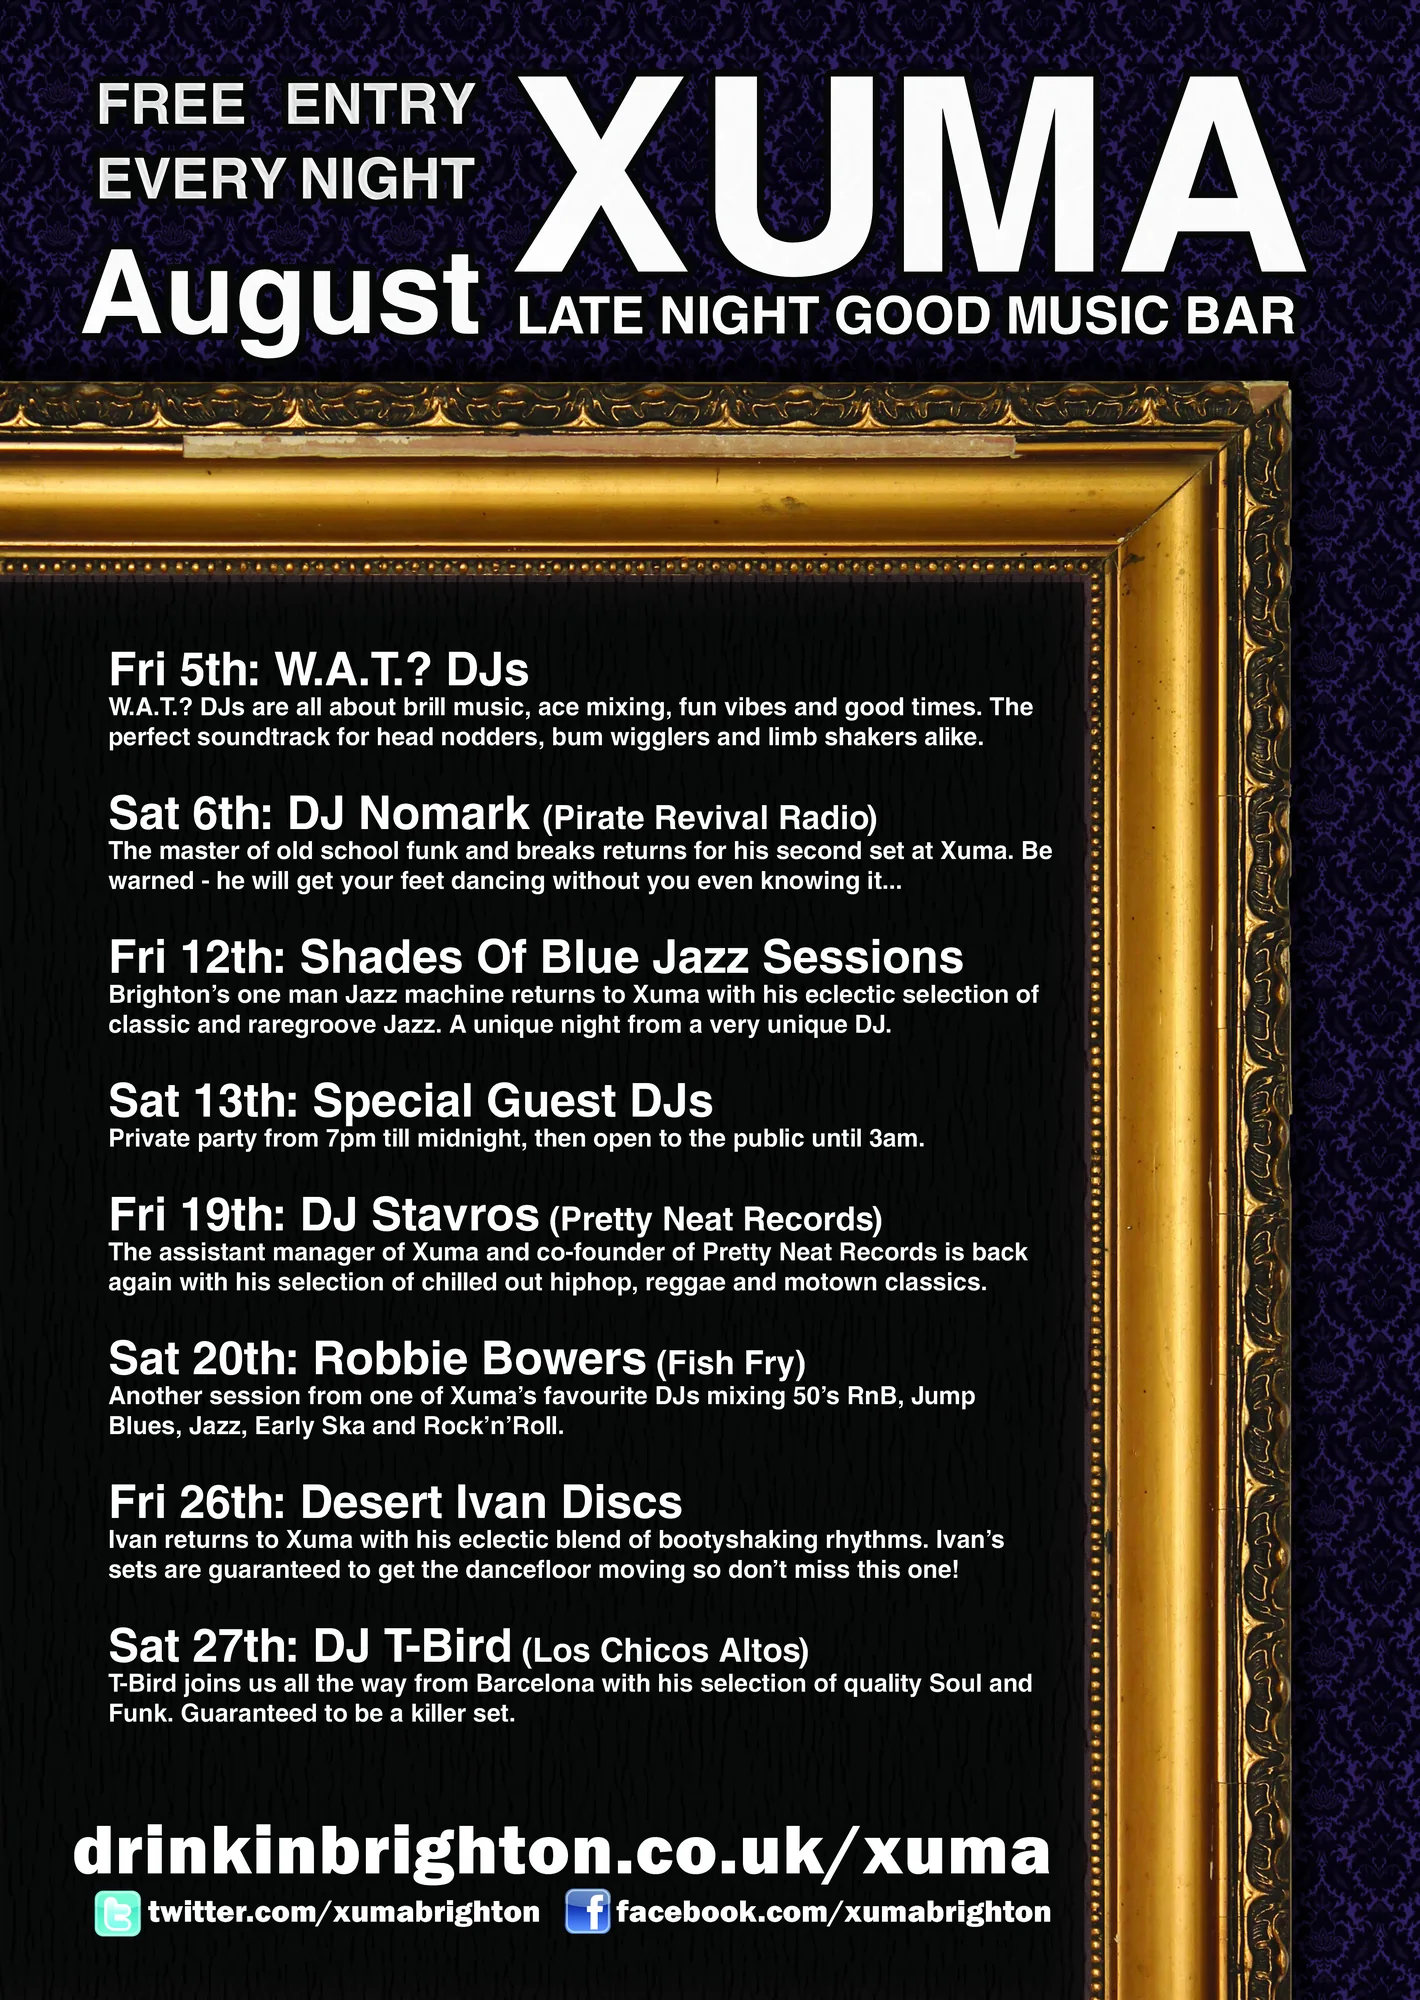 FREE ENTRY
EVERY NIGHT
August
XUMA
LATE NIGHT GOOD MUSIC BAR
Fri 5th: W.A.T.? DJs
W.A.T.? DJs are all about brill music, ace mixing, fun vibes and good times. The
perfect soundtrack for head nodders, bum wigglers and limb shakers alike.
Sat 6th: DJ Nomark (Pirate Revival Radio)
The master of old school funk and breaks returns for his second set at Xuma. Be
warned - he will get your feet dancing without you even knowing it...
Fri 12th: Shades Of Blue Jazz Sessions
Brighton’s one man Jazz machine returns to Xuma with his eclectic selection of
classic and raregroove Jazz. A unique night from a very unique DJ.
Sat 13th: Special Guest DJs
Private party from 7pm till midnight, then open to the public until 3am.
Fri 19th: DJ Stavros (Pretty Neat Records)
The assistant manager of Xuma and co-founder of Pretty Neat Records is back
again with his selection of chilled out hiphop, reggae and motown classics.
Sat 20th: Robbie Bowers (Fish Fry)
Another session from one of Xuma’s favourite DJs mixing 50’s RnB, Jump
Blues, Jazz, Early Ska and Rock’n’Roll.
Fri 26th: Desert Ivan Discs
Ivan returns to Xuma with his eclectic blend of bootyshaking rhythms. Ivan’s
sets are guaranteed to get the dancefloor moving so don’t miss this one!
Sat 27th: DJ T-Bird (Los Chicos Altos)
T-Bird joins us all the way from Barcelona with his selection of quality Soul and
Funk. Guaranteed to be a killer set.
drinkinbrighton.co.uk/xuma
twitter.com/xumabrighton facebook.com/xumabrighton